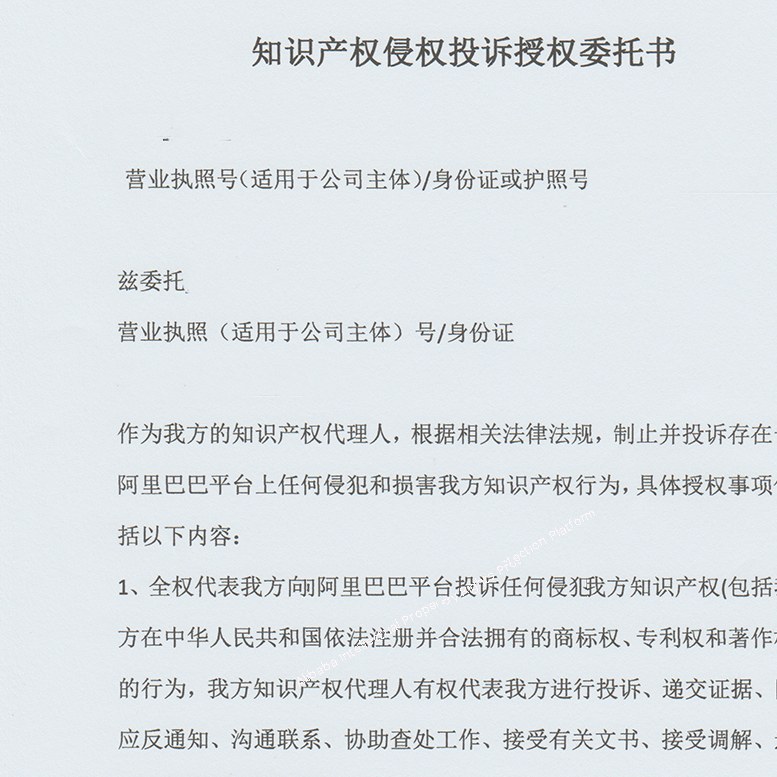 知识产权侵权投诉授权委托书
营业执照号(适用于公司主体)/身份证或护照号
兹委托
营业执照（适用于公司主体）号/身份证
作为我方的知识产权代理人，根据相关法律法规，制止并投诉存在于
阿里巴巴平台上任何侵犯和损害我方知识产权行为，具体授权事项包
括以下内容：
1、全权代表我方向阿里巴巴平台投诉任何侵犯我方知识产权(包括我
方在中华人民共和国依法注册并合法拥有的商标权、专利权和著作权
的行为，我方知识产权代理人有权代表我方进行投诉、递交证据、
应反通知、沟通联系、协助查处工作、接受有关文书、接受调解、